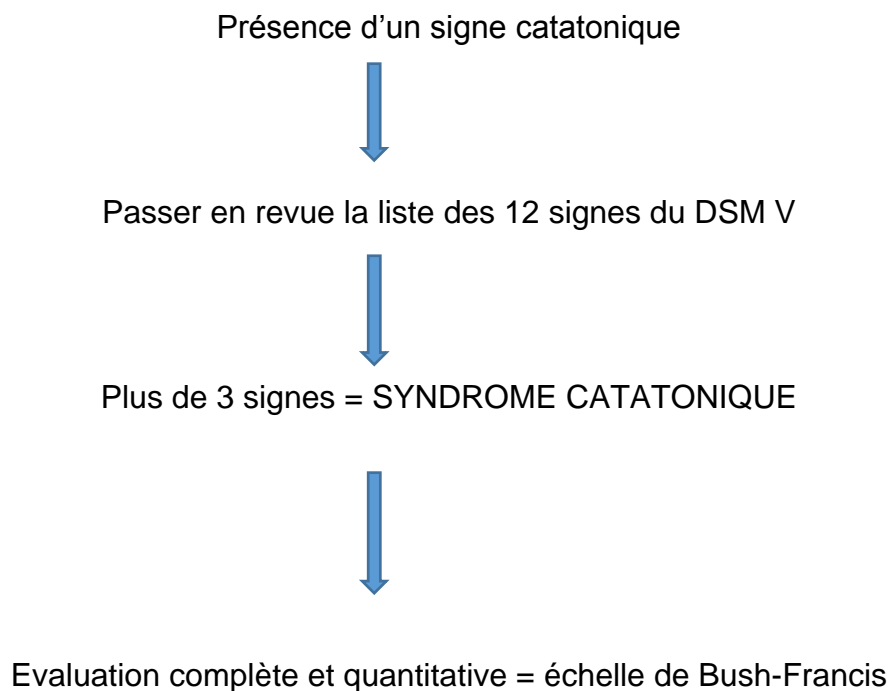 Présence d’un signe catatonique
Passer en revue la liste des 12 signes du DSM V
Plus de 3 signes = SYNDROME CATATONIQUE
Evaluation complète et quantitative = échelle de Bush-Francis